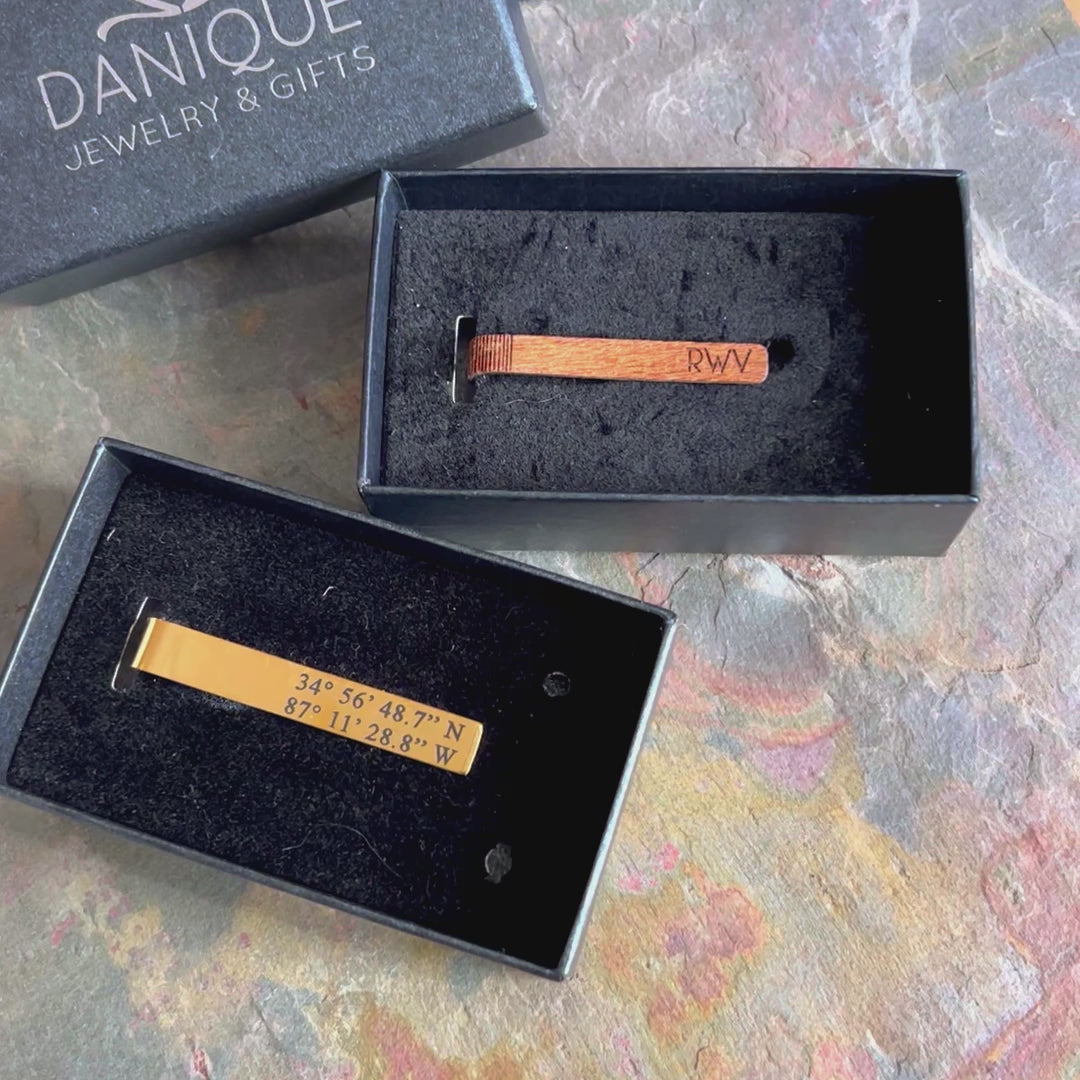 DANIQUE
JEWELRY & GIFTS
RWV
34° 56’ 48.7” N
87° 11’ 28.8” W